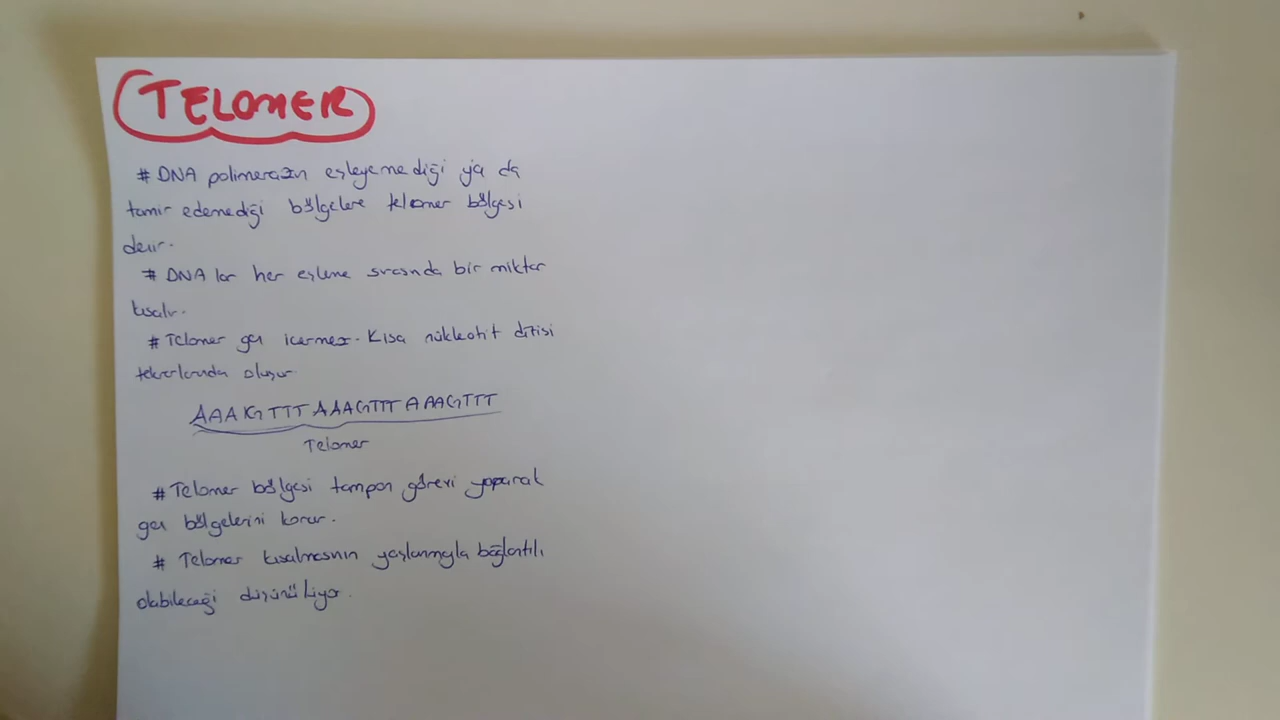 TELOMER
# DNA polimerazın eşleyemediği ya da
tamir edemediği bölgelere telomer bölgesi
denir.
# DNA lar her eşleme sırasında bir miktar
kısalır.
# Telomer gen içermez. Kısa nükleotit dizisi
tekrarlarından oluşur
AAAGTTTAAAGTTTAAAGTTT
Telomer
# Telomer bölgesi tampon görevi yaparak
gen bölgelerini korur.
# Telomer kısalmasının yaşlanmayla bağlantılı
olabileceği düşünülüyor.